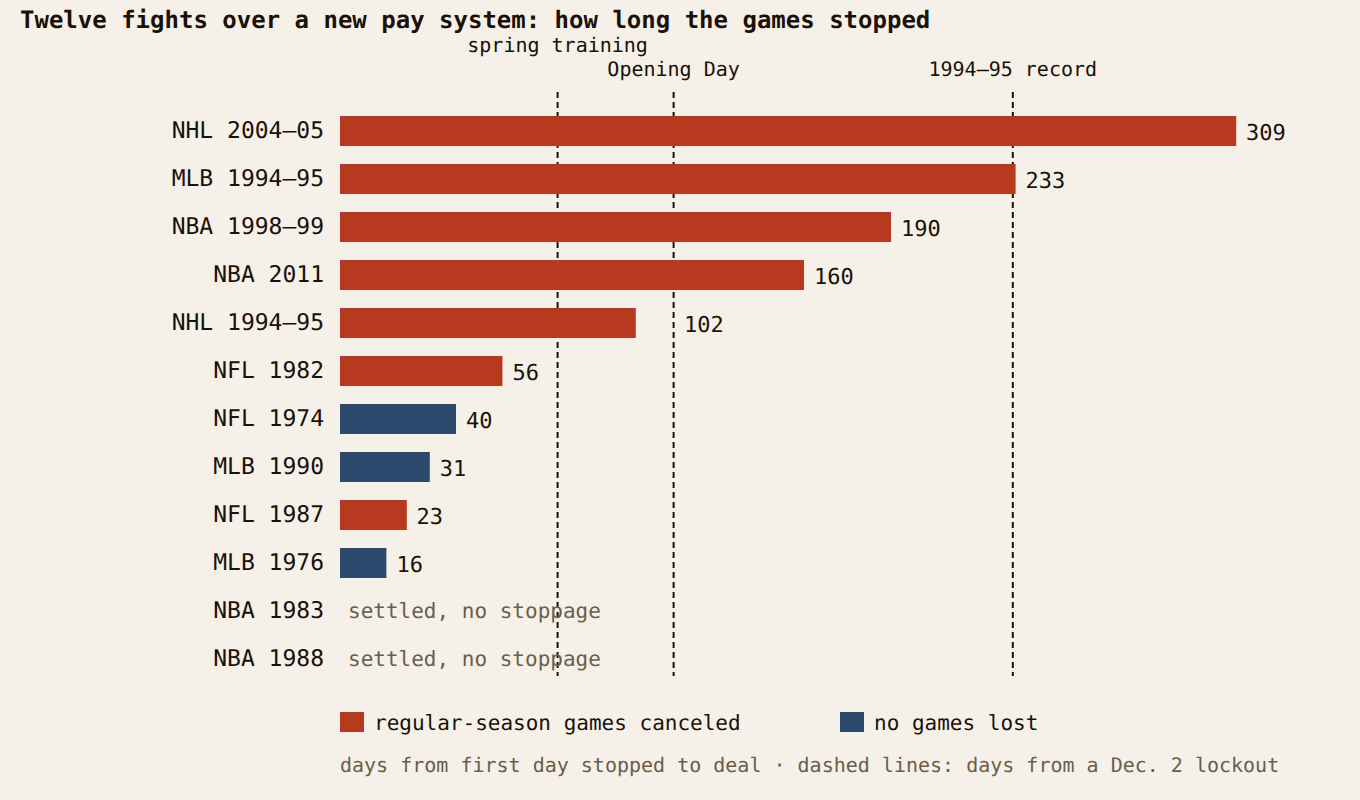 Twelve fights over a new pay system: how long the games stopped
spring training
Opening Day
1994–95 record
NHL 2004–05 309
MLB 1994–95 233
NBA 1998–99 190
NBA 2011 160
NHL 1994–95 102
NFL 1982 56
NFL 1974 40
MLB 1990 31
NFL 1987 23
MLB 1976 16
NBA 1983 settled, no stoppage
NBA 1988 settled, no stoppage
regular-season games canceled no games lost
days from first day stopped to deal · dashed lines: days from a Dec. 2 lockout